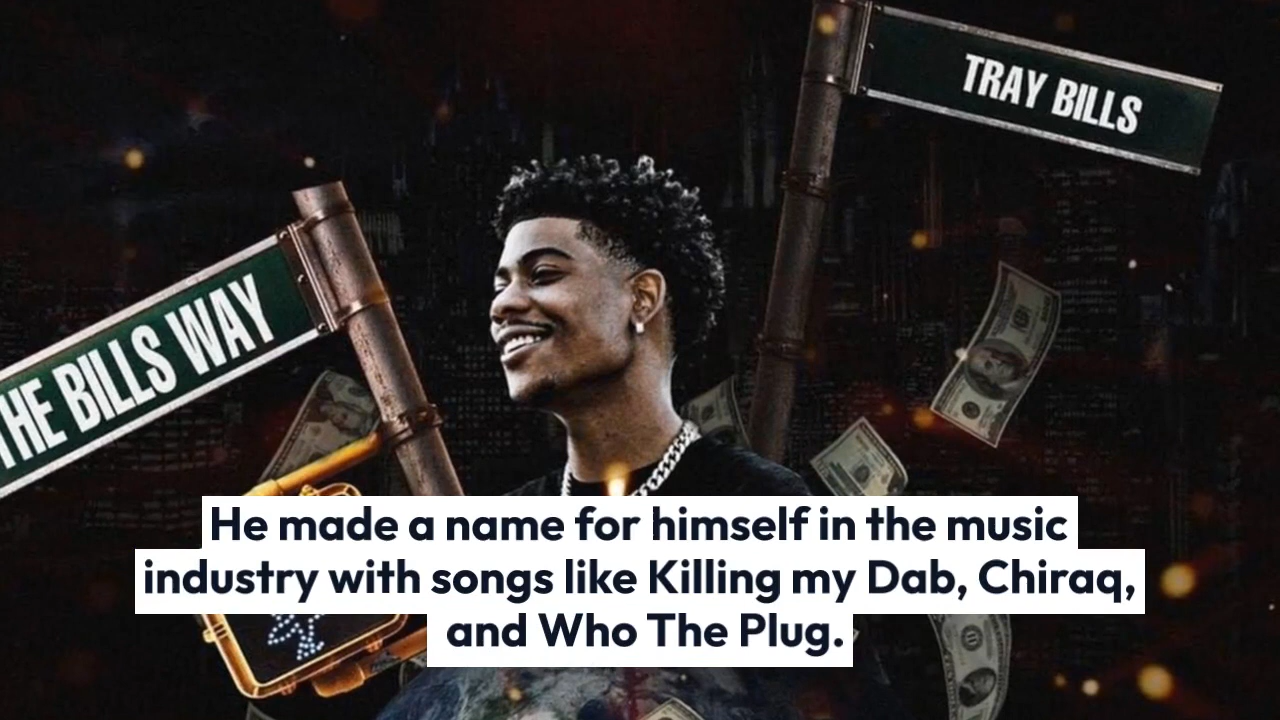 TRAY BILLS
THE BILLS WAY
He made a name for himself in the music
industry with songs like Killing my Dab, Chiraq,
and Who The Plug.